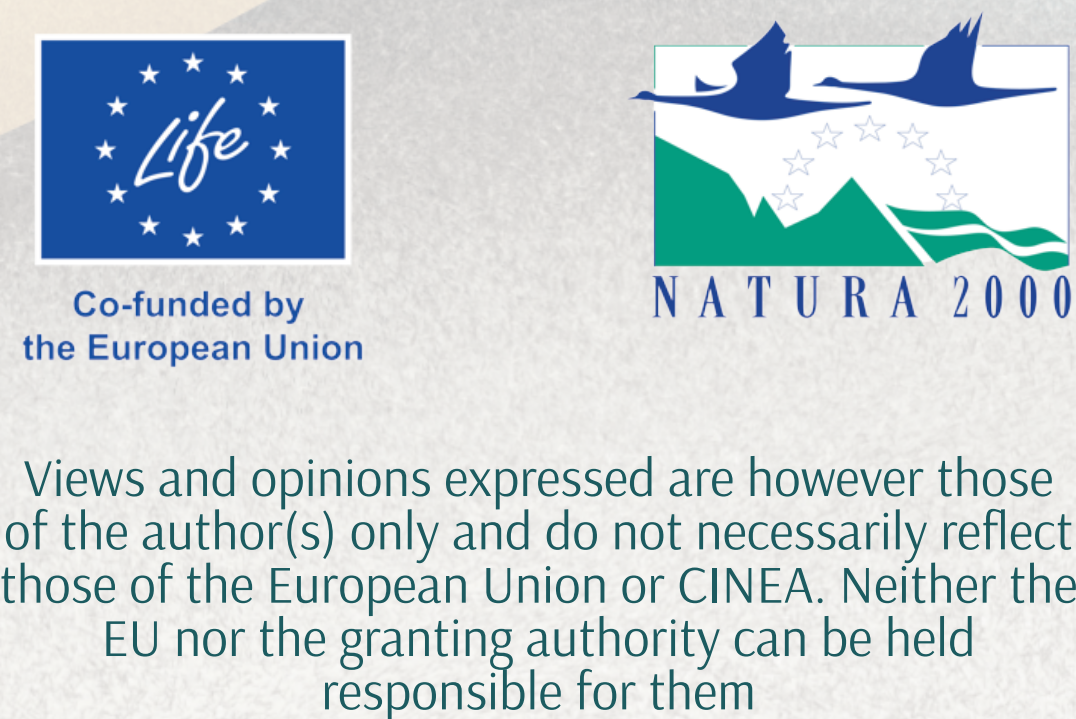 Life
Co-funded by
the European Union
NATURA 2000
Views and opinions expressed are however those
of the author(s) only and do not necessarily reflect
those of the European Union or CINEA. Neither the
EU nor the granting authority can be held
responsible for them